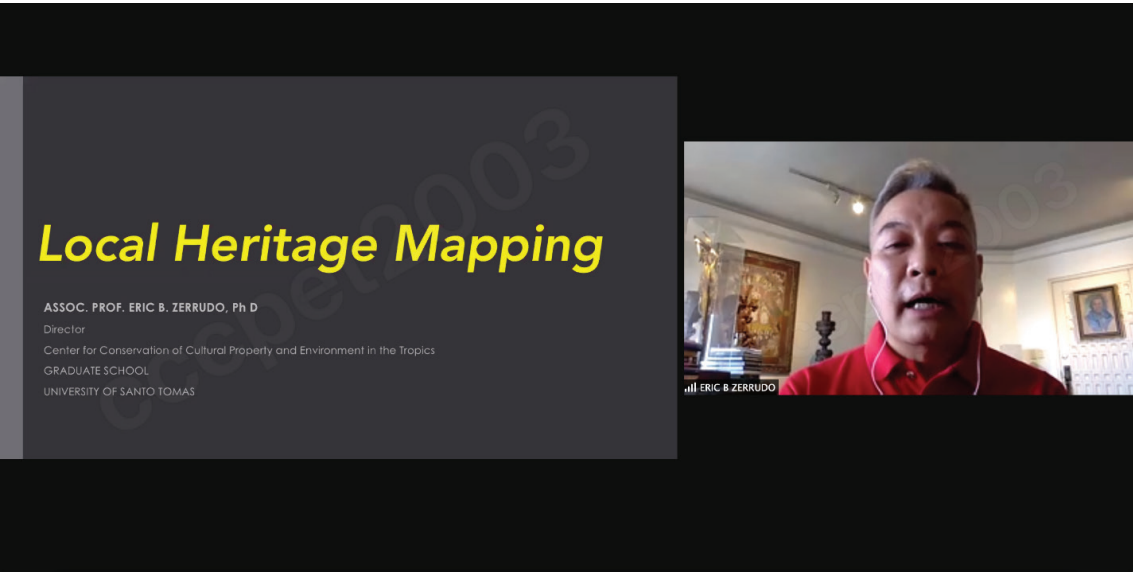 Local Heritage Mapping
ASSOC. PROF. ERIC B. ZERRUDO, Ph D
Director
Center for Conservation of Cultural Property and Environment in the Tropics
GRADUATE SCHOOL
UNIVERSITY OF SANTO TOMAS
ccpet2003
ERIC B ZERRUDO